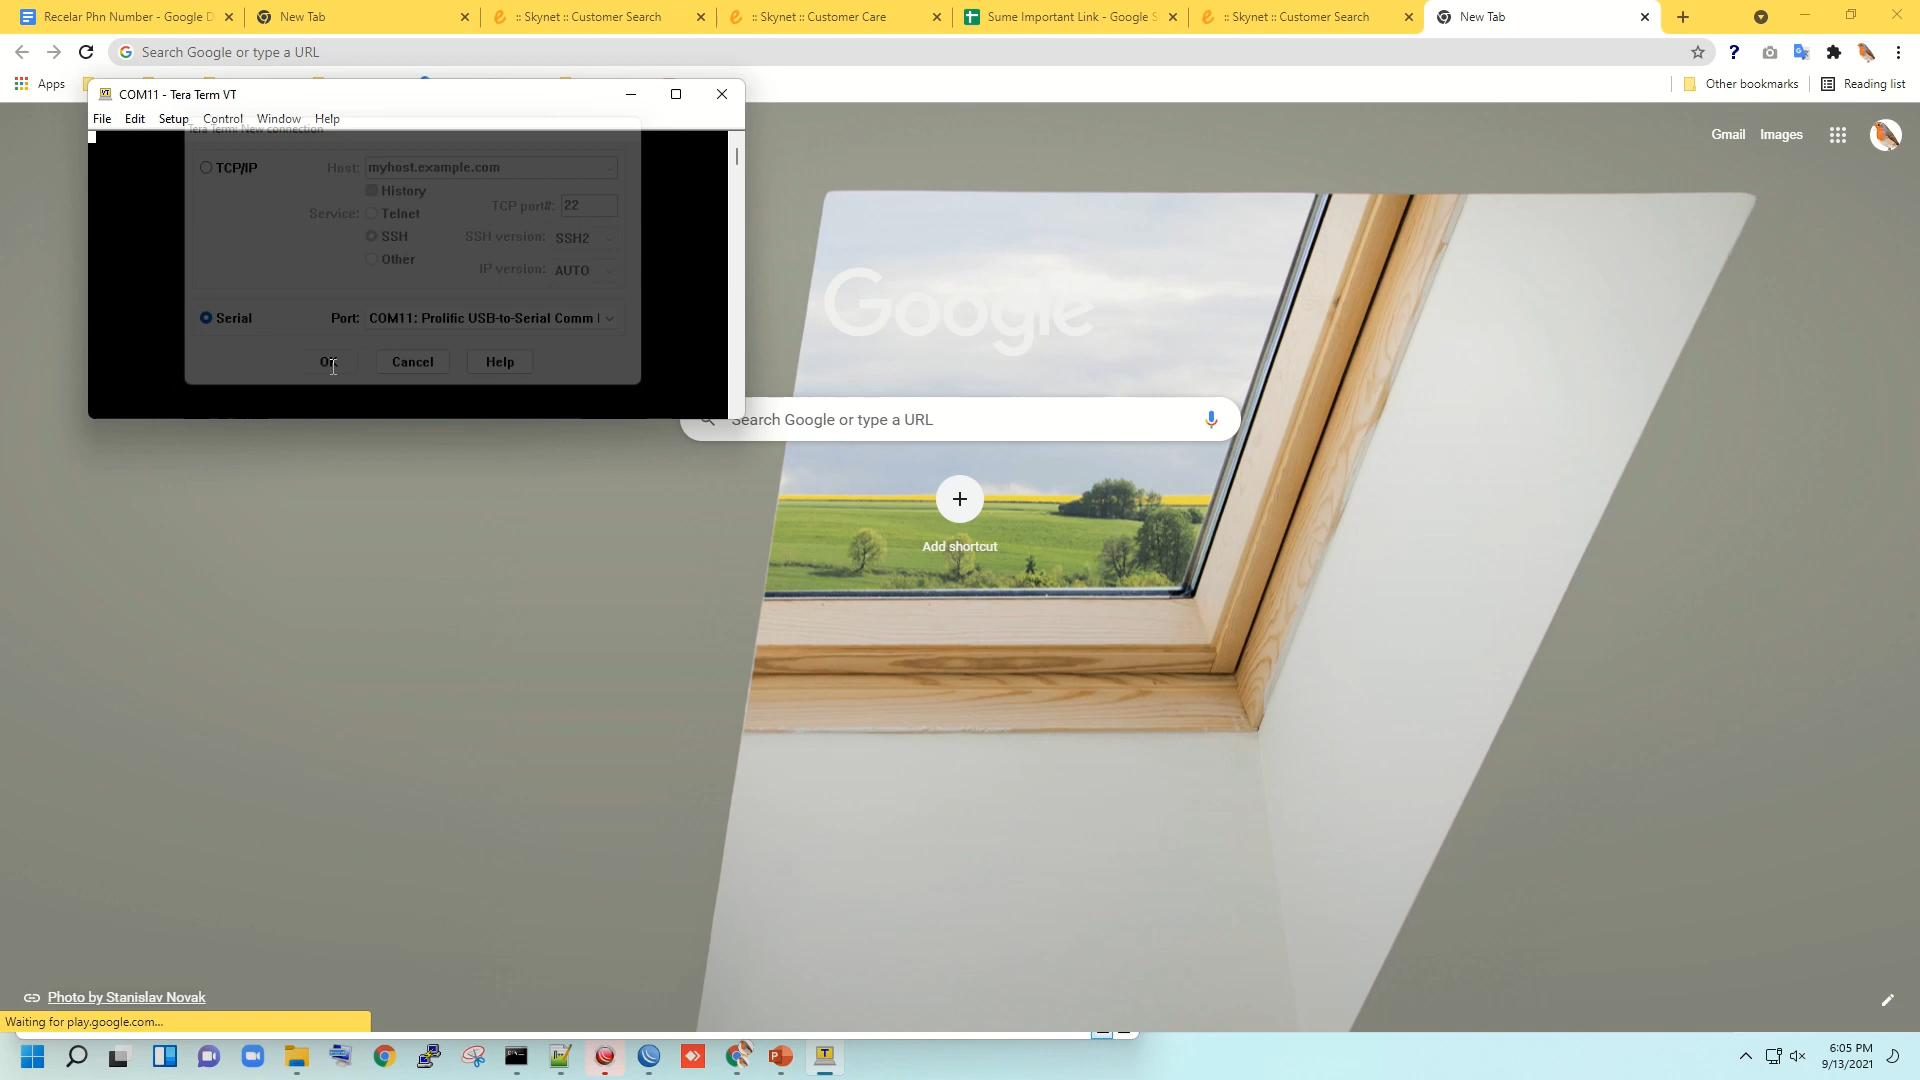 Recelar Phn Number - Google D
New Tab
:: Skynet :: Customer Search
:: Skynet :: Customer Care
Sume Important Link - Google S
:: Skynet :: Customer Search
New Tab
Search Google or type a URL
Apps
Other bookmarks
Reading list
COM11 - Tera Term VT
File Edit Setup Control Window Help
Tera Term: New connection
TCP/IP
Host: myhost.example.com
History
Service: Telnet
TCP port#: 22
SSH
SSH version: SSH2
Other
IP version: AUTO
Serial
Port: COM11: Prolific USB-to-Serial Comm
OK
Cancel
Help
Gmail
Images
Google
Search Google or type a URL
Add shortcut
Photo by Stanislav Novak
Waiting for play.google.com...
6:05 PM
9/13/2021